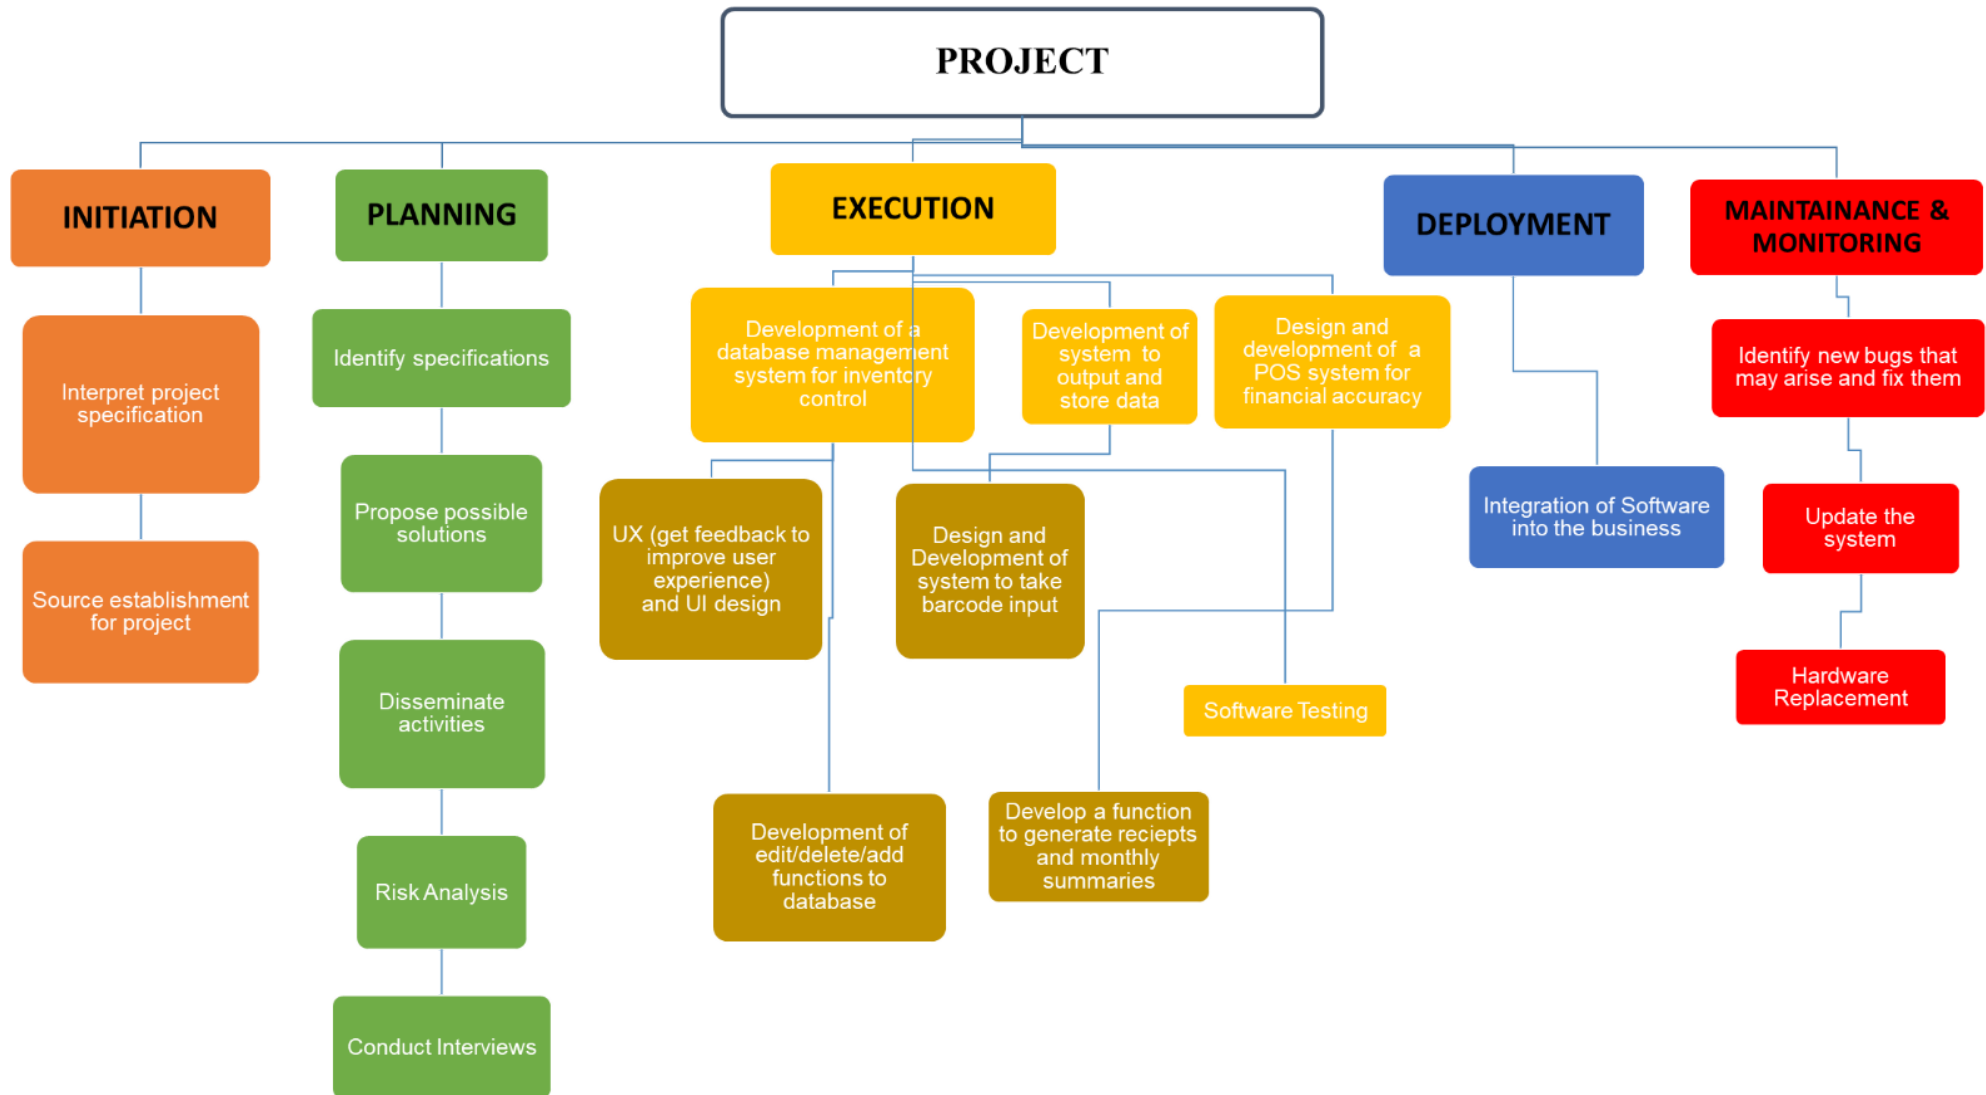 PROJECT
INITIATION
Interpret project
specification
Source establishment
for project
PLANNING
Identify specifications
Propose possible
solutions
Disseminate
activities
Risk Analysis
Conduct Interviews
EXECUTION
Development of a
database management
system for inventory
control
UX (get feedback to
improve user
experience)
and UI design
Development of
edit/delete/add
functions to
database
Development of
system to
output and
store data
Design and
Development of
system to take
barcode input
Design and
development of a
POS system for
financial accuracy
Develop a function
to generate reciepts
and monthly
summaries
Software Testing
DEPLOYMENT
Integration of Software
into the business
MAINTAINANCE &
MONITORING
Identify new bugs that
may arise and fix them
Update the
system
Hardware
Replacement